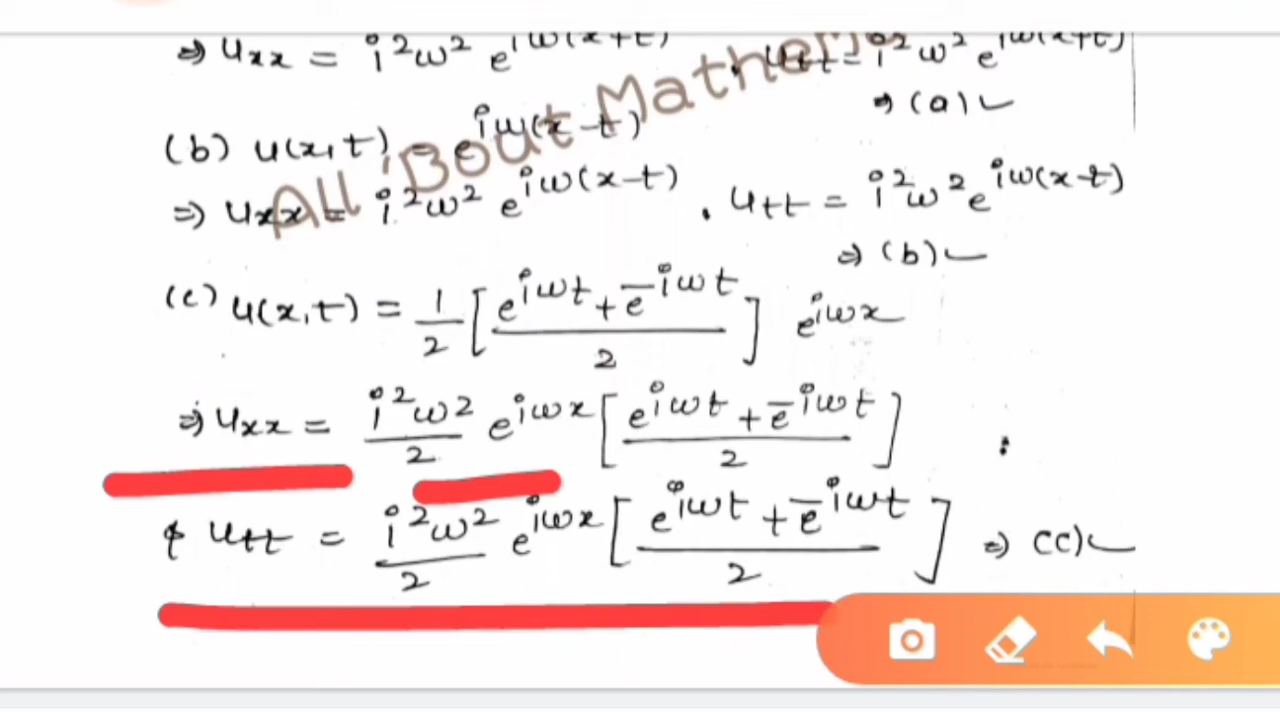 ⇒ uxx = i²ω² e^iω(x+t) , utt = i²ω² e^iω(x+t)
⇒ (a) ✓
(b) u(x,t) = e^iω(x-t)
All 'Bout Mathem
⇒ uxx = i²ω² e^iω(x-t) , utt = i²ω² e^iω(x-t)
⇒ (b) ✓
(c) u(x,t) = 1/2 [(e^iωt + e^-iωt)/2] e^iωx
⇒ uxx = i²ω²/2 e^iωx [(e^iωt + e^-iωt)/2]
& utt = i²ω²/2 e^iωx [(e^iωt + e^-iωt)/2] ⇒ (c) ✓